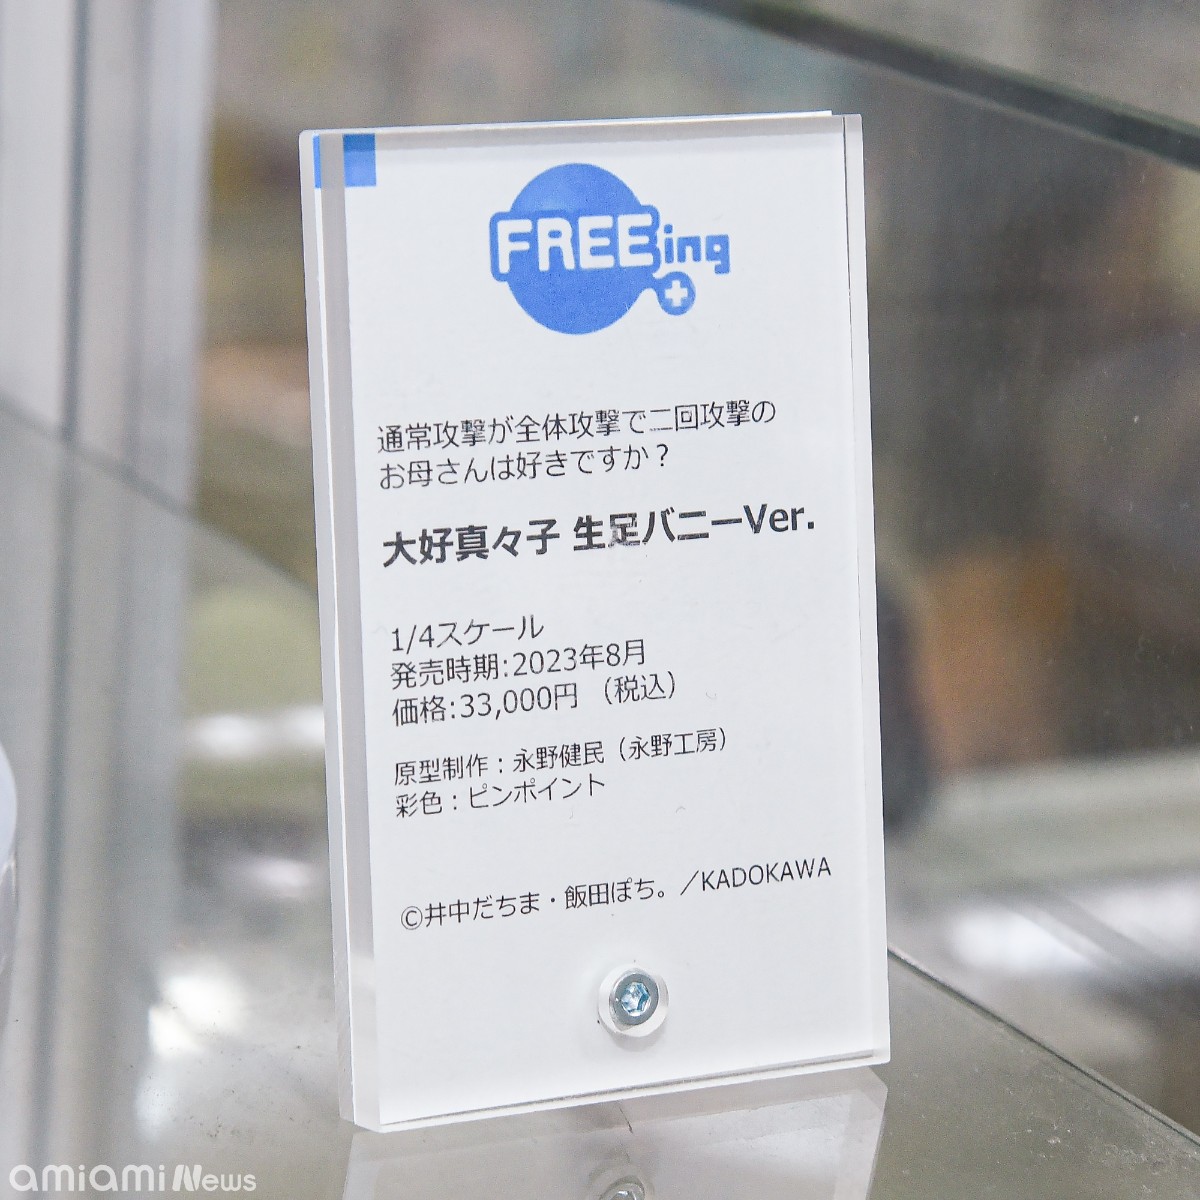 FREEing
通常攻撃が全体攻撃で二回攻撃の
お母さんは好きですか？
大好真々子 生足バニーVer.
1/4スケール
発売時期:2023年8月
価格:33,000円 （税込）
原型制作：永野健民（永野工房）
彩色：ピンポイント
©井中だちま・飯田ぽち。／KADOKAWA
amiami News